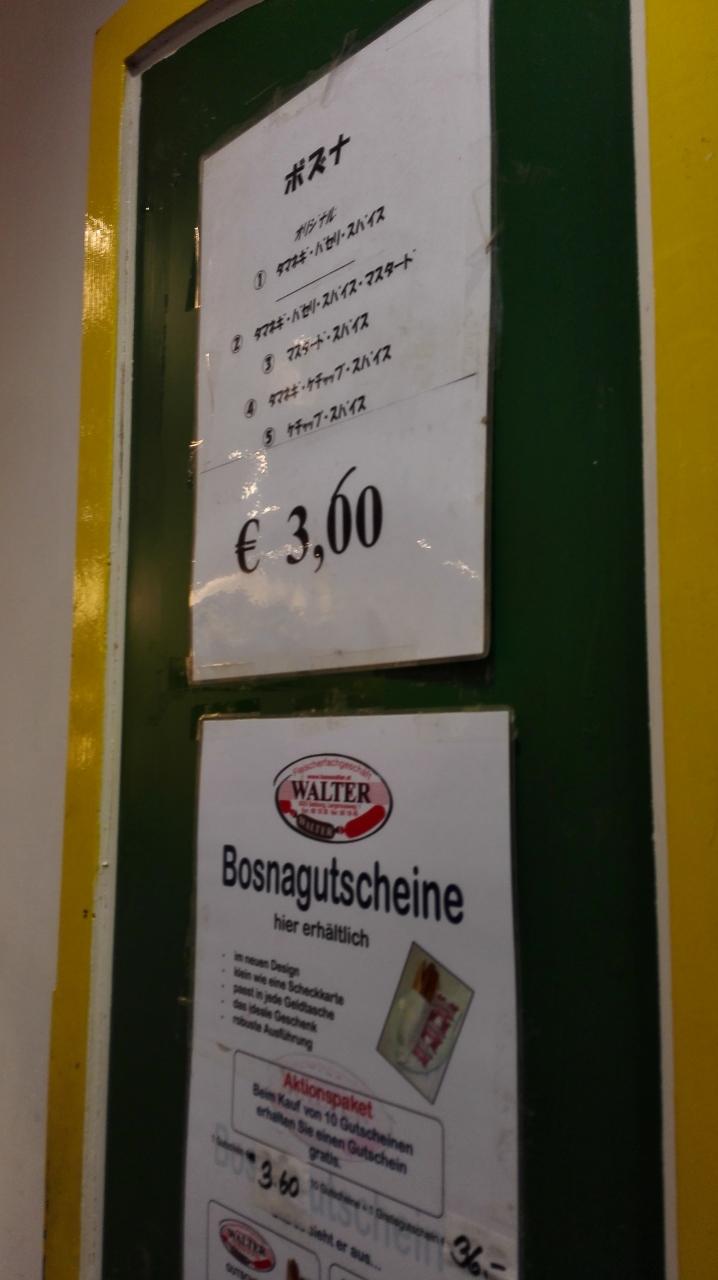 ボスナ
オリジナル
① タマネギ・パセリ・スパイス
② タマネギ・パセリ・スパイス・マスタード
③ マスタード・スパイス
④ タマネギ・ケチャップ・スパイス
⑤ ケチャップ・スパイス
€ 3,60
Fleischerfachgeschäft
WALTER
WALTER
Bosnagutscheine
hier erhältlich
- im neuen Design
- klein wie eine Scheckkarte
- passt in jede Geldtasche
- das ideale Geschenk
- robuste Ausführung
Aktionspaket
Beim Kauf von 10 Gutscheinen
erhalten Sie einen Gutschein
gratis.
3.60
36.-
zieht er aus...
WALTER